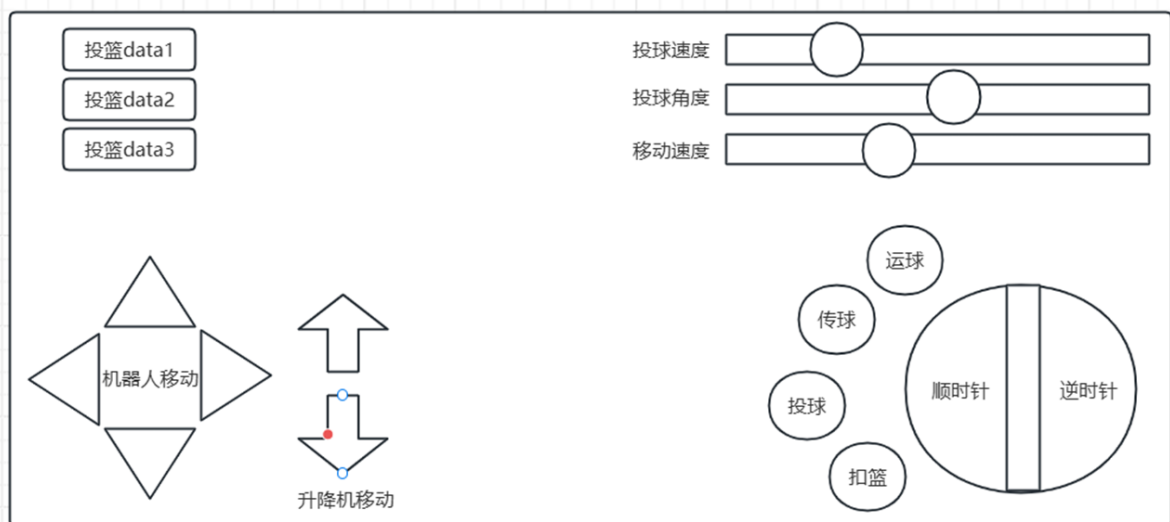 投篮data1
投篮data2
投篮data3
投球速度
投球角度
移动速度
机器人移动
升降机移动
运球
传球
投球
扣篮
顺时针
逆时针